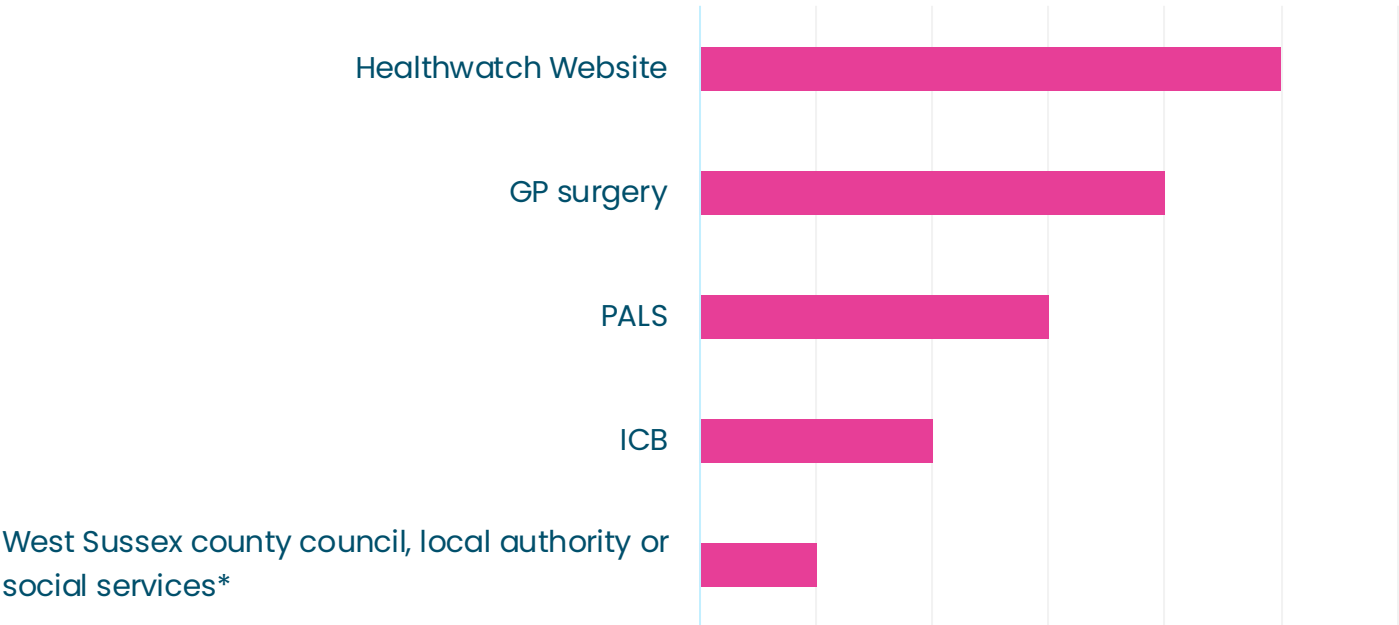 Healthwatch Website
GP surgery
PALS
ICB
West Sussex county council, local authority or
social services*